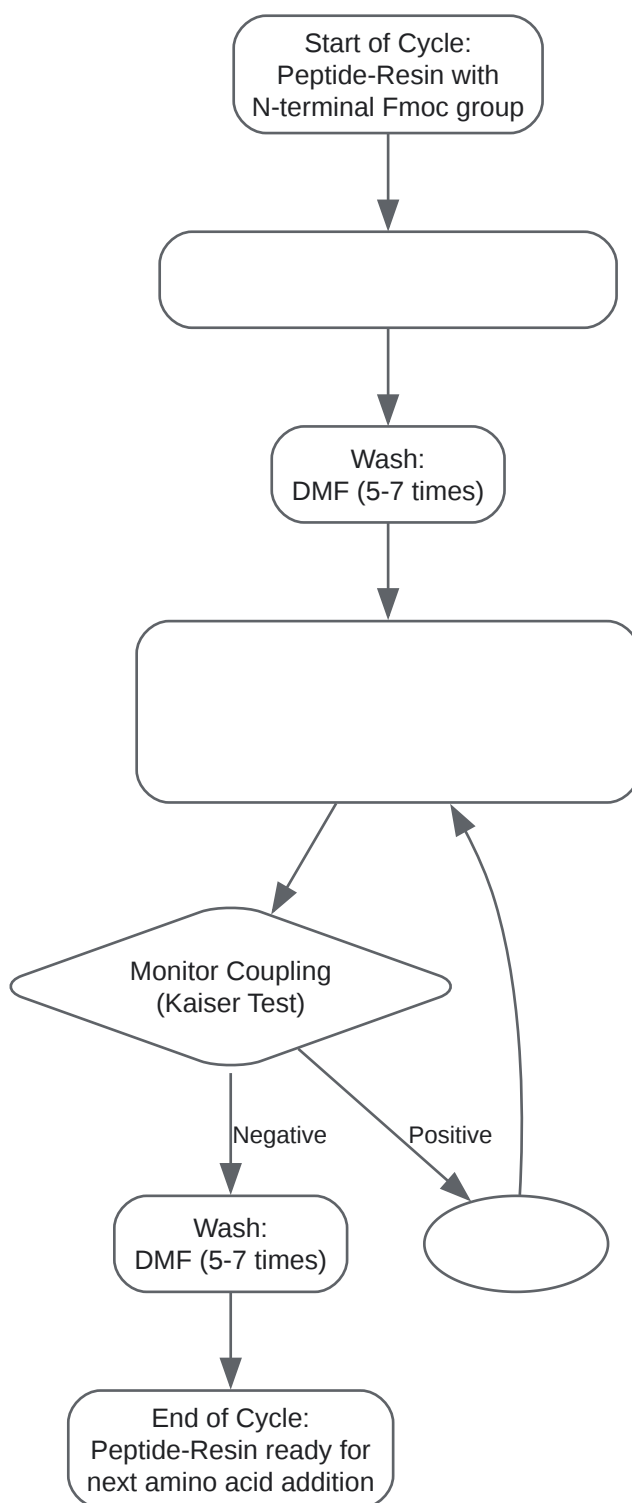 Start of Cycle:
Peptide-Resin with
N-terminal Fmoc group
Wash:
DMF (5-7 times)
Monitor Coupling
(Kaiser Test)
Negative
Positive
Wash:
DMF (5-7 times)
End of Cycle:
Peptide-Resin ready for
next amino acid addition